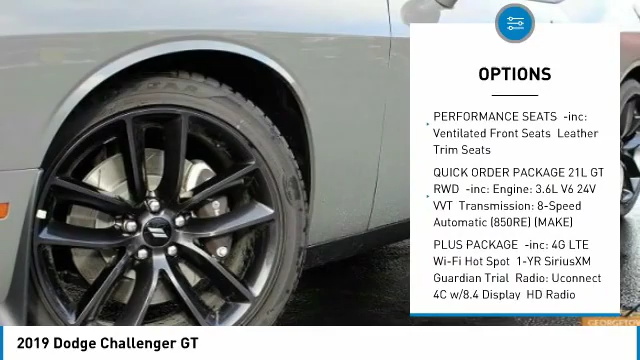 OPTIONS
PERFORMANCE SEATS -inc:
Ventilated Front Seats Leather
Trim Seats
QUICK ORDER PACKAGE 21L GT
RWD -inc: Engine: 3.6L V6 24V
VVT Transmission: 8-Speed
Automatic (850RE) (MAKE)
PLUS PACKAGE -inc: 4G LTE
Wi-Fi Hot Spot 1-YR SiriusXM
Guardian Trial Radio: Uconnect
4C w/8.4 Display HD Radio
2019 Dodge Challenger GT